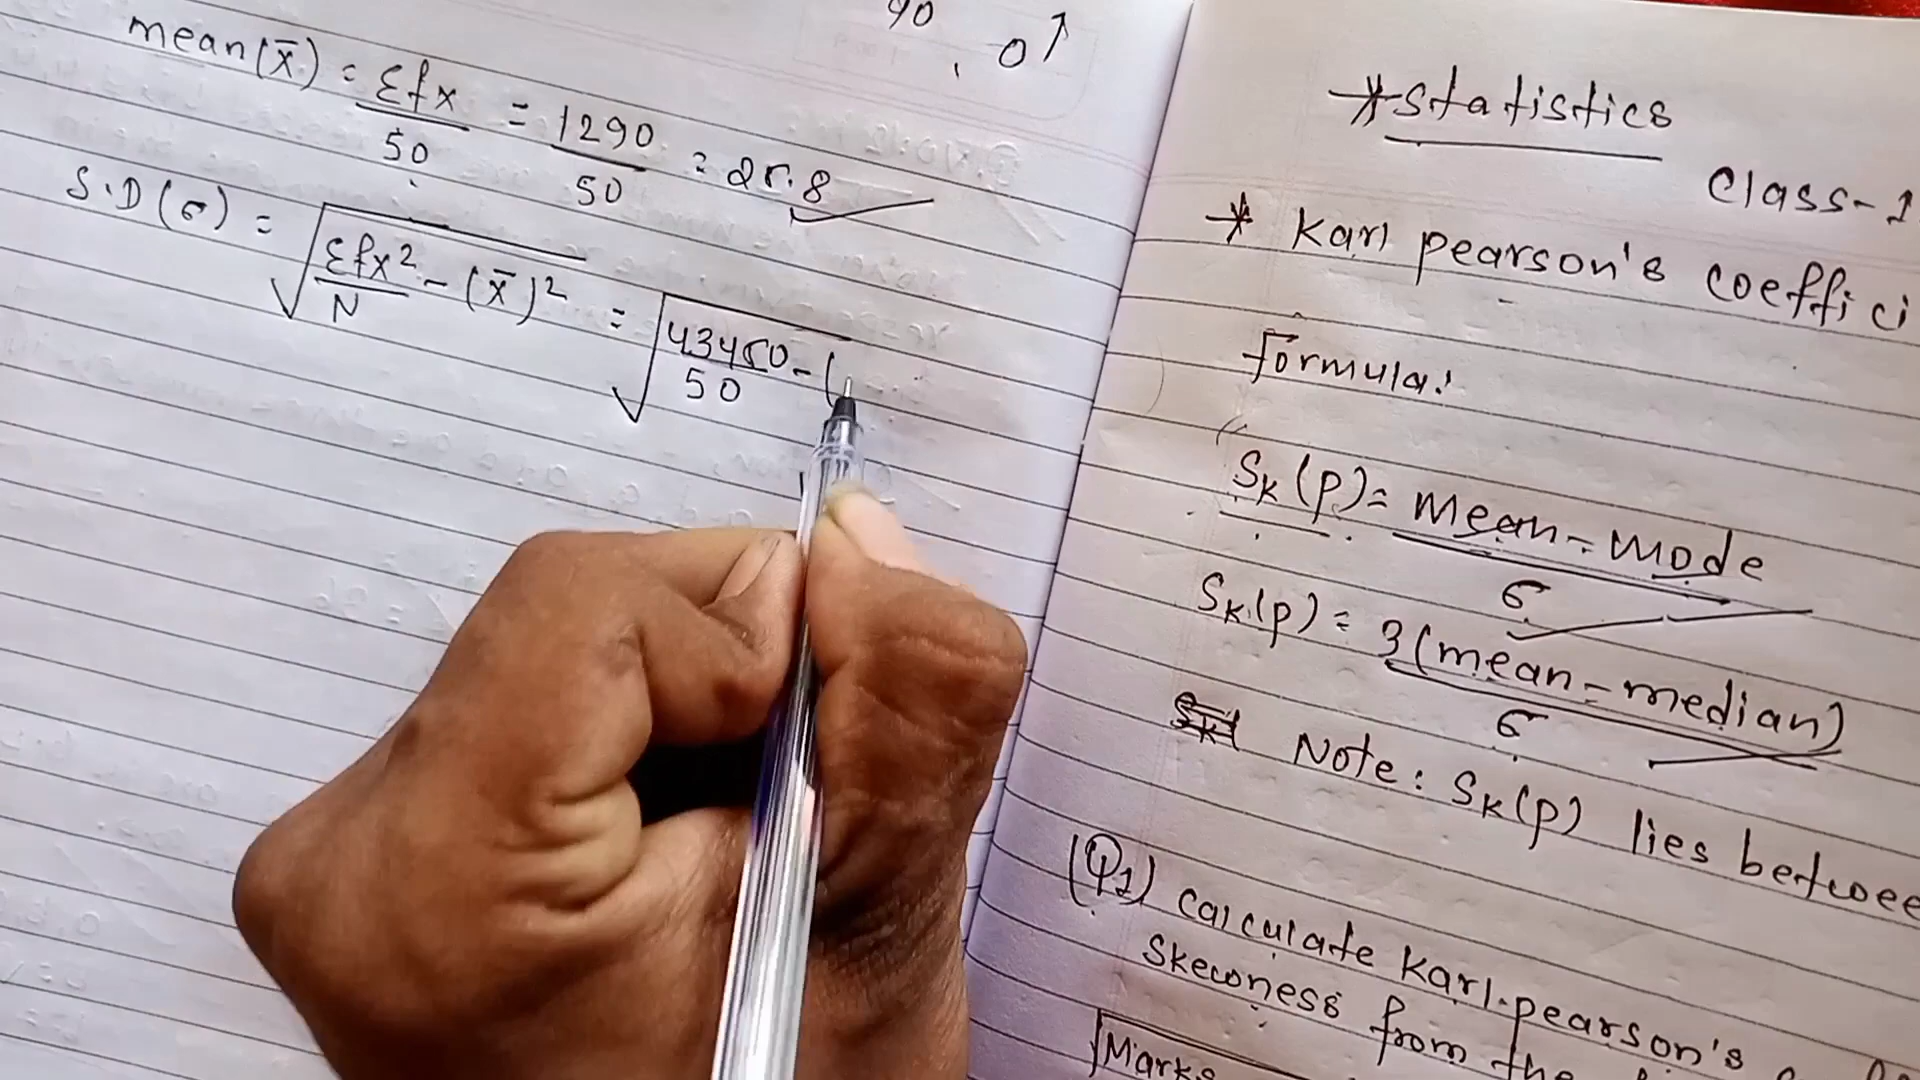 90
0↑
mean(x̄) = Σfx/50 = 1290/50 = 25.8
S.D(σ) = √(Σfx²/N - (x̄)²) = √(43450/50 - (
*Statistics
Class-1
* Karl pearson's coeffici
formula:
Sk(p) = mean-mode/σ
Sk(p) = 3(mean-median)/σ
Note: Sk(p) lies betwee
(Q1) Calculate Karl.pearson's
Skewness from the
Marks